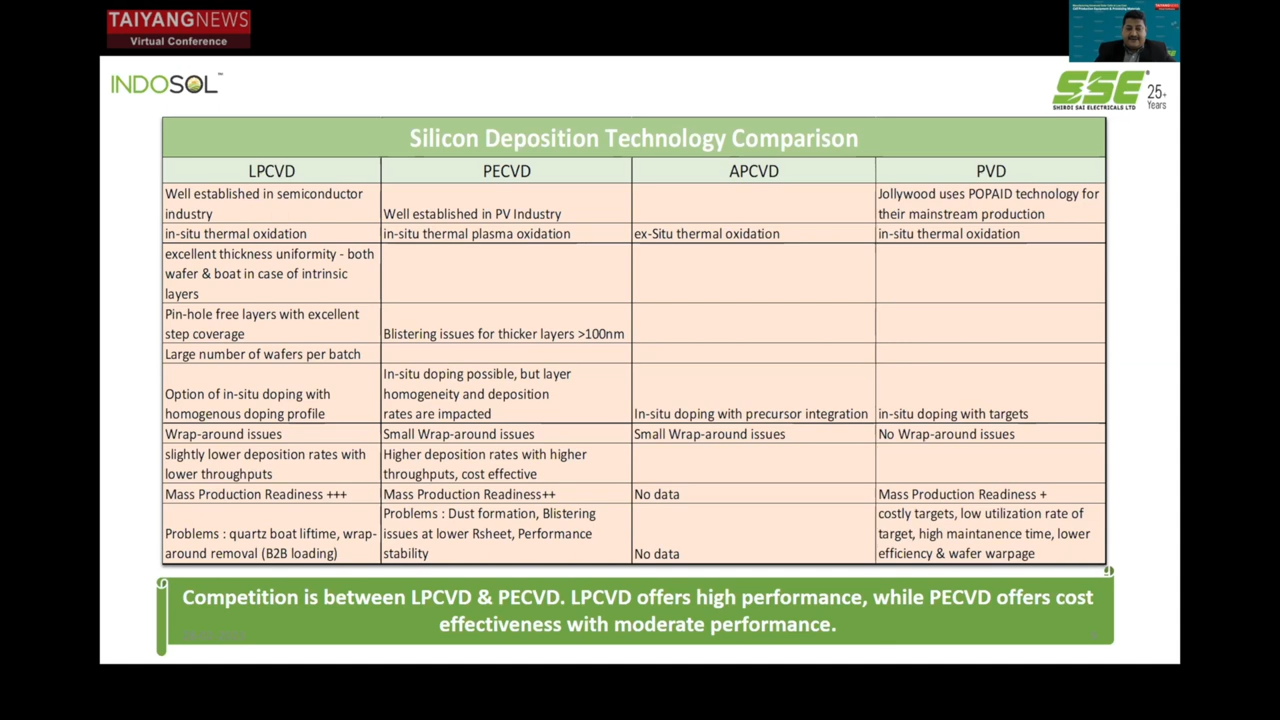 TAIYANGNEWS
Virtual Conference
INDOSOL
SSE
SHIRDI SAI ELECTRICALS LTD
25+
Years
Silicon Deposition Technology Comparison
LPCVD
PECVD
APCVD
PVD
Well established in semiconductor
industry
Well established in PV Industry
Jollywood uses POPAID technology for
their mainstream production
in-situ thermal oxidation
in-situ thermal plasma oxidation
ex-Situ thermal oxidation
in-situ thermal oxidation
excellent thickness uniformity - both
wafer & boat in case of intrinsic
layers
Pin-hole free layers with excellent
step coverage
Blistering issues for thicker layers >100nm
Large number of wafers per batch
Option of in-situ doping with
homogenous doping profile
In-situ doping possible, but layer
homogeneity and deposition
rates are impacted
In-situ doping with precursor integration
in-situ doping with targets
Wrap-around issues
Small Wrap-around issues
Small Wrap-around issues
No Wrap-around issues
slightly lower deposition rates with
lower throughputs
Higher deposition rates with higher
throughputs, cost effective
Mass Production Readiness +++
Mass Production Readiness++
No data
Mass Production Readiness +
Problems : quartz boat liftime, wrap-
around removal (B2B loading)
Problems : Dust formation, Blistering
issues at lower Rsheet, Performance
stability
No data
costly targets, low utilization rate of
target, high maintanence time, lower
efficiency & wafer warpage
Competition is between LPCVD & PECVD. LPCVD offers high performance, while PECVD offers cost
effectiveness with moderate performance.